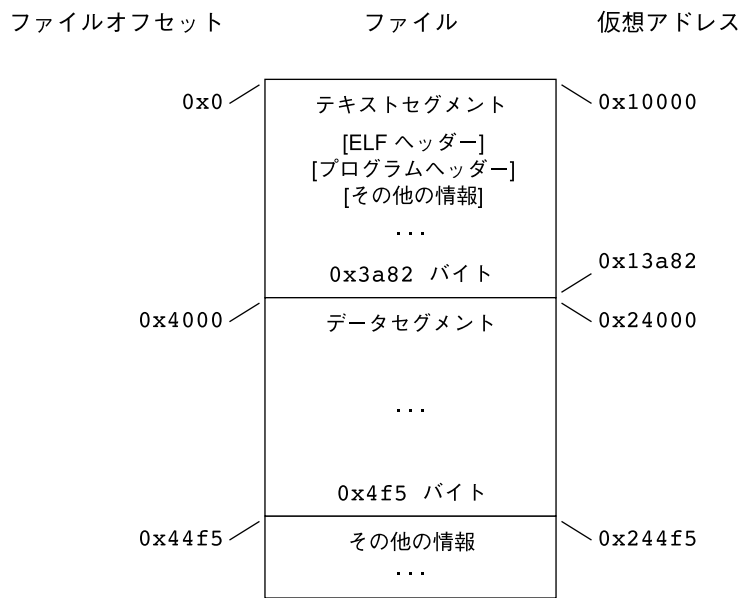 ファイルオフセット ファイル 仮想アドレス
0x0 テキストセグメント 0x10000
[ELF ヘッダー]
[プログラムヘッダー]
[その他の情報]
...
0x13a82
0x3a82 バイト
0x4000 データセグメント 0x24000
...
0x4f5 バイト
0x44f5 その他の情報 0x244f5
...